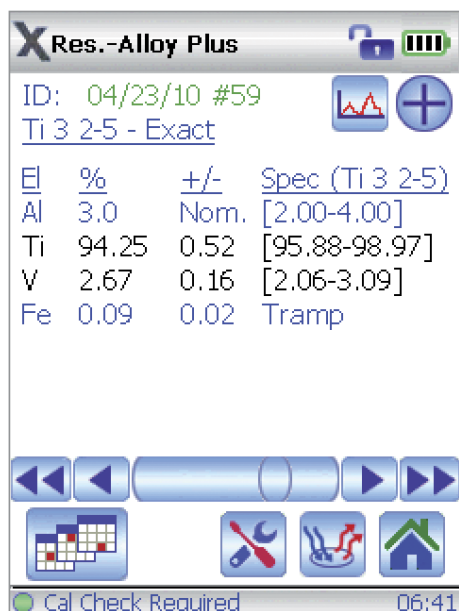 X Res.-Alloy Plus
ID: 04/23/10 #59
Ti 3 2-5 - Exact
El % +/- Spec (Ti 3 2-5)
Al 3.0 Nom. [2.00-4.00]
Ti 94.25 0.52 [95.88-98.97]
V 2.67 0.16 [2.06-3.09]
Fe 0.09 0.02 Tramp
Cal Check Required 06:41